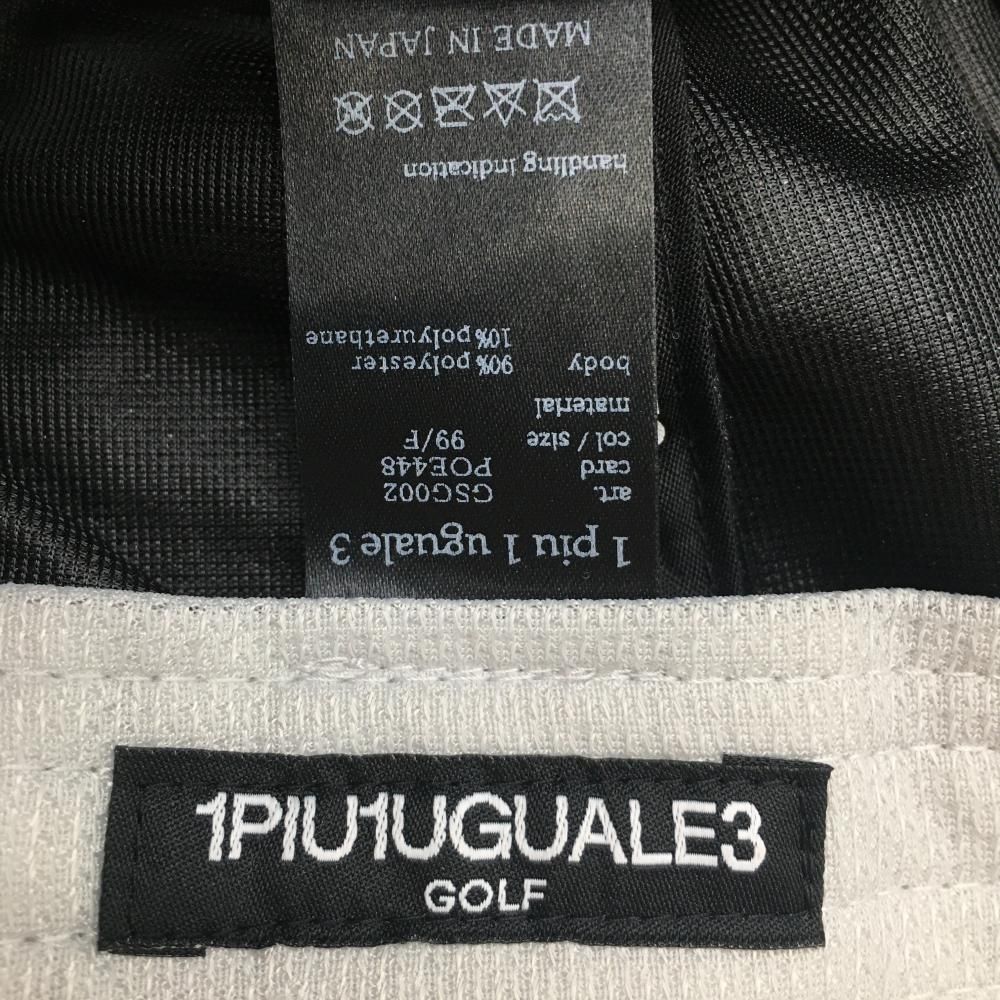 1 piu 1 uguale 3
art. GSG002
card POE448
col / size 99/F
material
body 90% polyester
10% polyurethane
handling indication
MADE IN JAPAN
1PIU1UGUALE3
GOLF